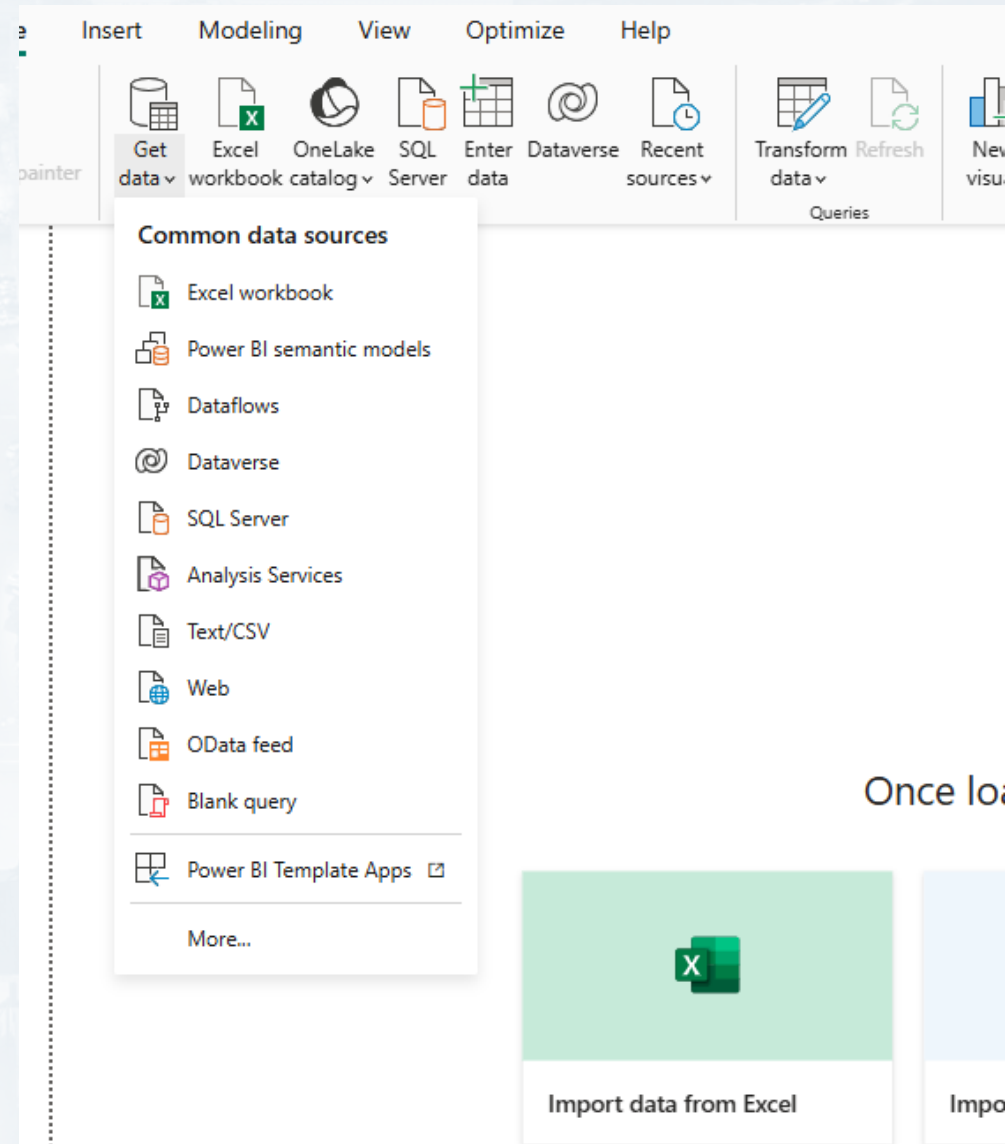 Insert Modeling View Optimize Help
painter
Get data
Excel workbook
OneLake catalog
SQL Server
Enter data
Dataverse
Recent sources
Transform data
Refresh
Queries
Common data sources
Excel workbook
Power BI semantic models
Dataflows
Dataverse
SQL Server
Analysis Services
Text/CSV
Web
OData feed
Blank query
Power BI Template Apps
More...
Once
Import data from Excel